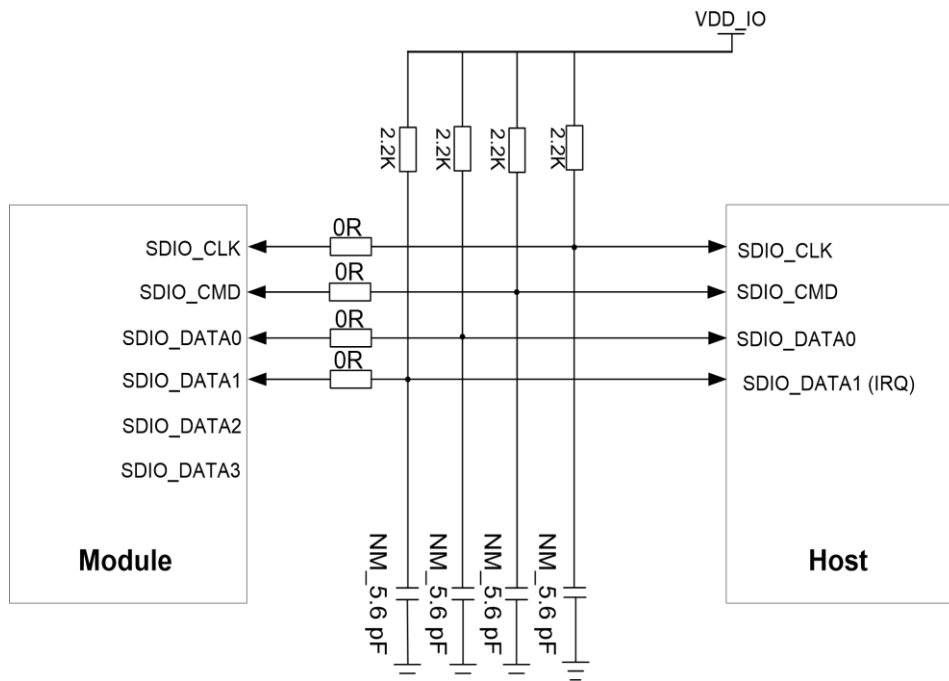 VDD_IO
2.2K
2.2K
2.2K
2.2K
0R
SDIO_CLK
SDIO_CLK
0R
SDIO_CMD
SDIO_CMD
0R
SDIO_DATA0
SDIO_DATA0
0R
SDIO_DATA1
SDIO_DATA1 (IRQ)
SDIO_DATA2
SDIO_DATA3
Module
Host
NM_5.6 pF
NM_5.6 pF
NM_5.6 pF
NM_5.6 pF